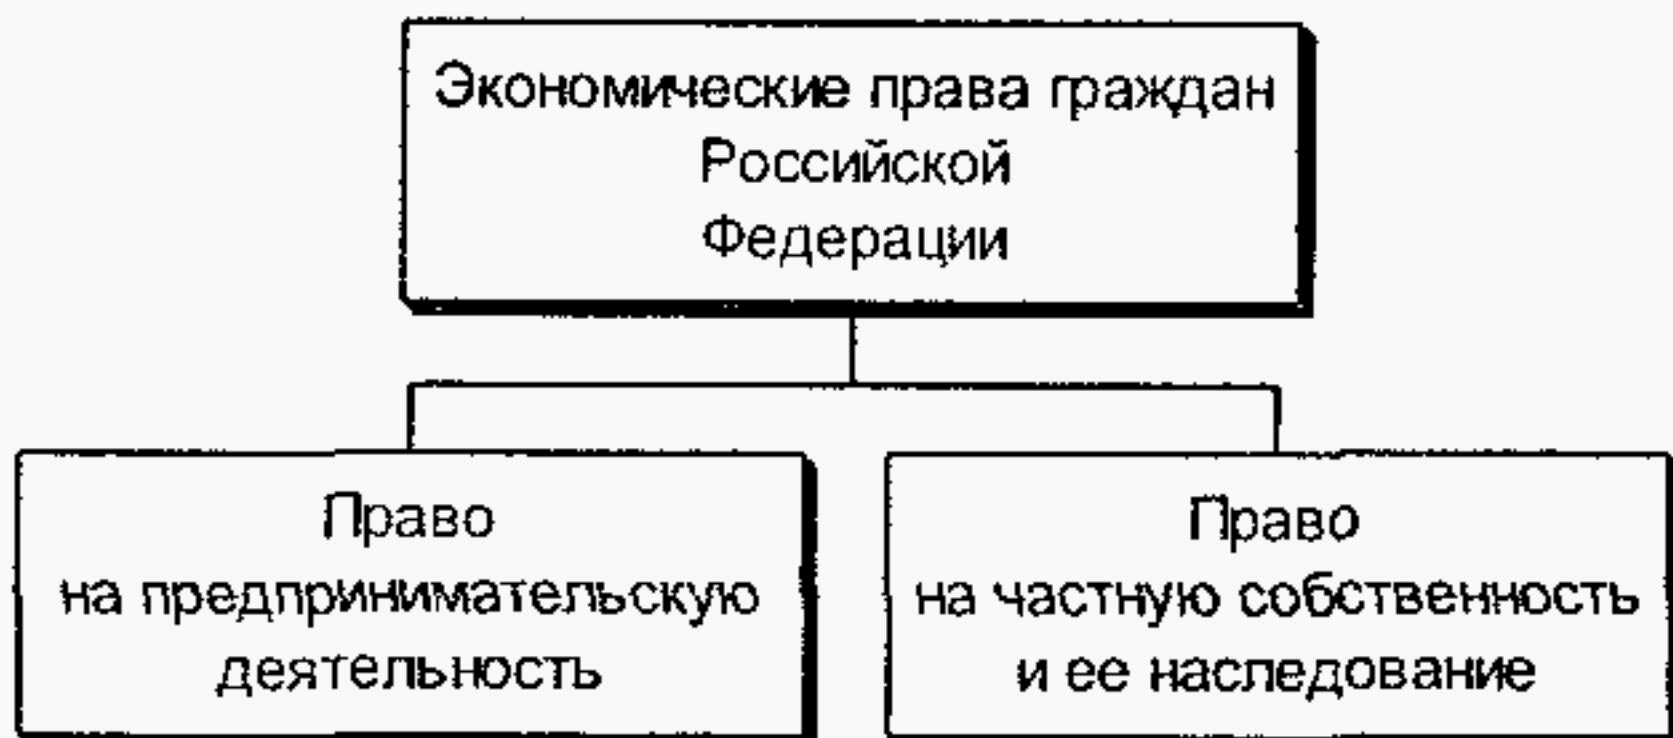 Экономические права граждан
Российской
Федерации
Право
на предпринимательскую
деятельность
Право
на частную собственность
и ее наследование